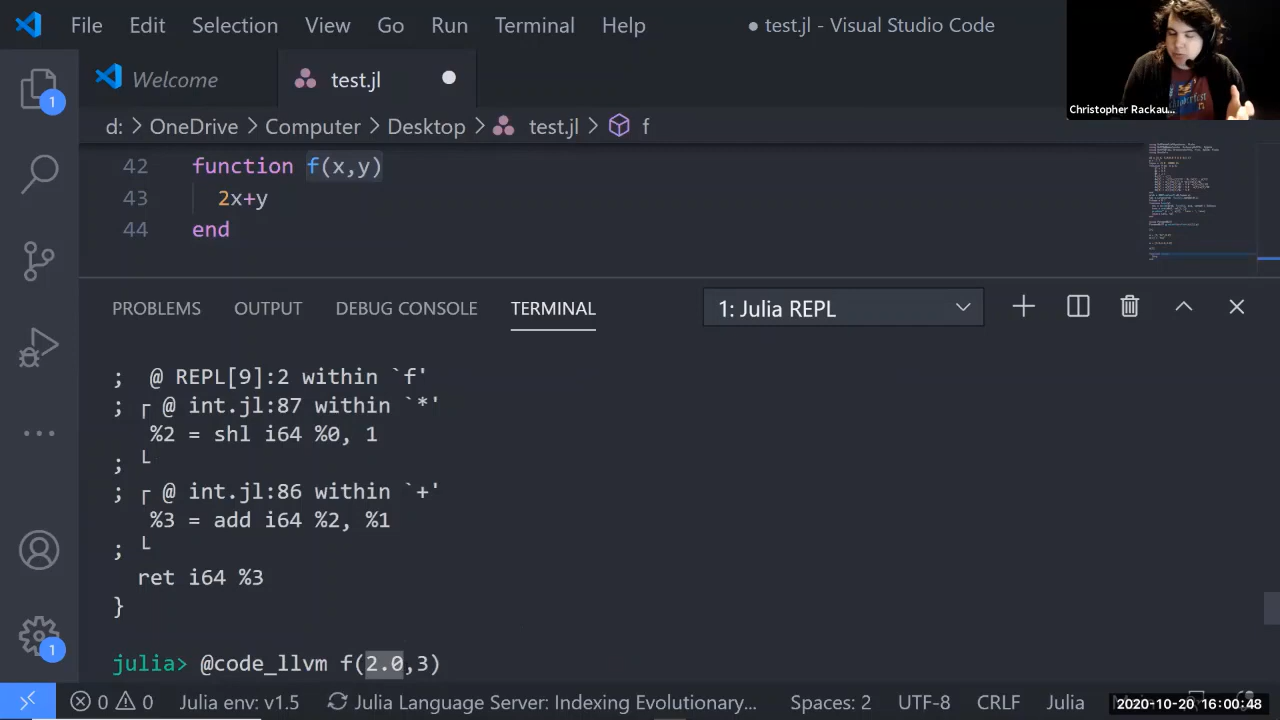 File Edit Selection View Go Run Terminal Help
● test.jl - Visual Studio Code
Christopher Rackau...
1
Welcome
test.jl
d: > OneDrive > Computer > Desktop > test.jl > f
42 function f(x,y)
43 2x+y
44 end
PROBLEMS OUTPUT DEBUG CONSOLE TERMINAL
1: Julia REPL
; @ REPL[9]:2 within `f'
; ┌ @ int.jl:87 within `*'
%2 = shl i64 %0, 1
; └
; ┌ @ int.jl:86 within `+'
%3 = add i64 %2, %1
; └
ret i64 %3
}
julia> @code_llvm f(2.0,3)
1
0 0 Julia env: v1.5 Julia Language Server: Indexing Evolutionary... Spaces: 2 UTF-8 CRLF Julia
2020-10-20 16:00:48